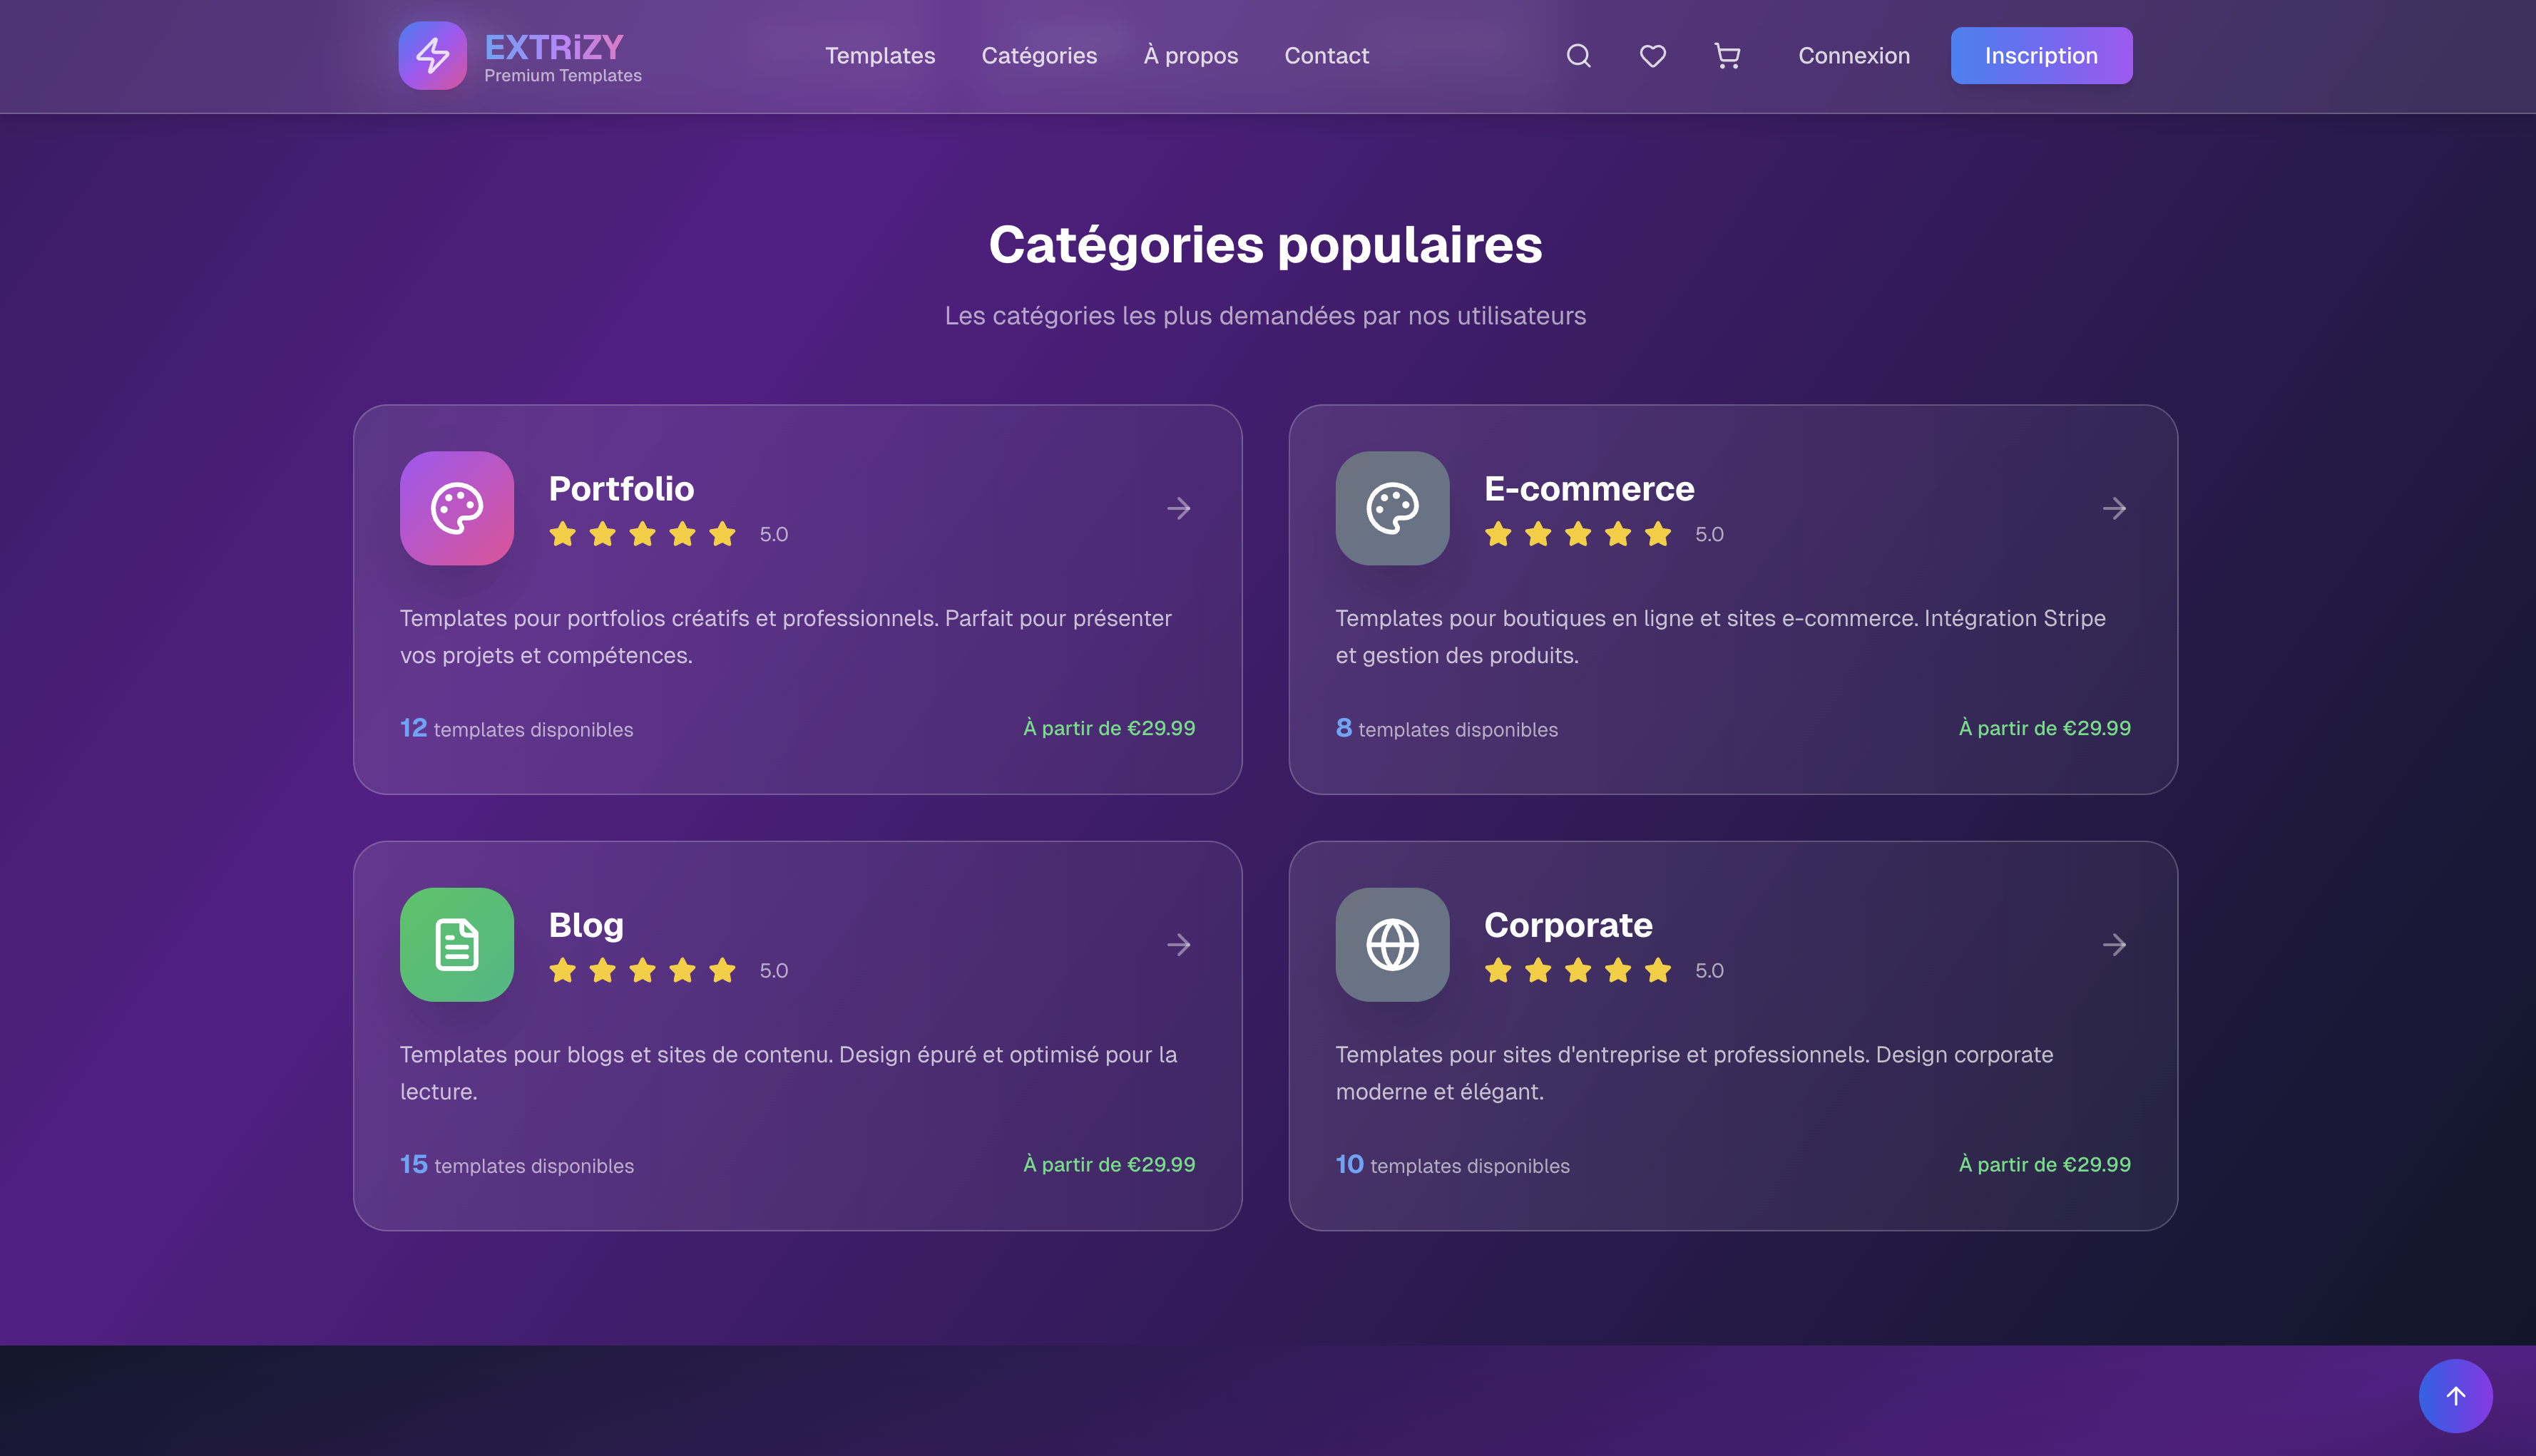 EXTRiZY
Premium Templates
Templates
Catégories
À propos
Contact
Connexion
Inscription
Catégories populaires
Les catégories les plus demandées par nos utilisateurs
Portfolio
5.0
Templates pour portfolios créatifs et professionnels. Parfait pour présenter
vos projets et compétences.
12 templates disponibles
À partir de €29.99
E-commerce
5.0
Templates pour boutiques en ligne et sites e-commerce. Intégration Stripe
et gestion des produits.
8 templates disponibles
À partir de €29.99
Blog
5.0
Templates pour blogs et sites de contenu. Design épuré et optimisé pour la
lecture.
15 templates disponibles
À partir de €29.99
Corporate
5.0
Templates pour sites d'entreprise et professionnels. Design corporate
moderne et élégant.
10 templates disponibles
À partir de €29.99